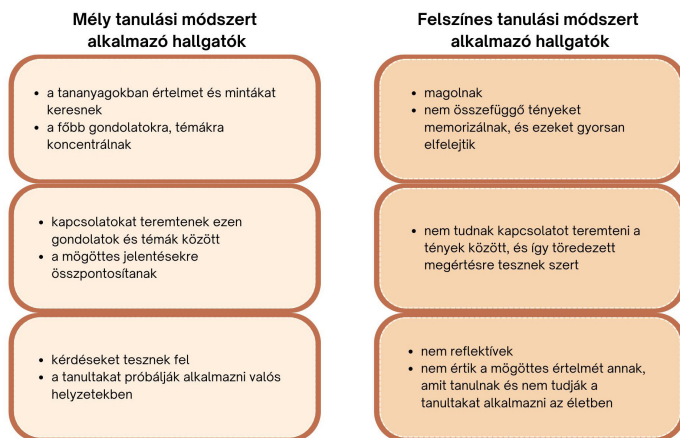 Mély tanulási módszert
alkalmazó hallgatók
a tananyagokban értelmet és mintákat
keresnek
a főbb gondolatokra, témákra
koncentrálnak
kapcsolatokat teremtenek ezen
gondolatok és témák között
a mögöttes jelentésekre
összpontosítanak
kérdéseket tesznek fel
a tanultakat próbálják alkalmazni valós
helyzetekben
Felszínes tanulási módszert
alkalmazó hallgatók
magolnak
nem összefüggő tényeket
memorizálnak, és ezeket gyorsan
elfelejtik
nem tudnak kapcsolatot teremteni a
tények között, és így töredezett
megértésre tesznek szert
nem reflektívek
nem értik a mögöttes értelmét annak,
amit tanulnak és nem tudják a
tanultakat alkalmazni az életben